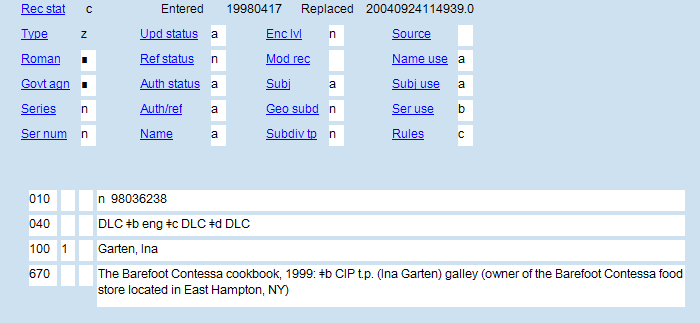 Rec stat c Entered 19980417 Replaced 20040924114939.0
Type z Upd status a Enc lvl n Source
Roman ∎ Ref status n Mod rec Name use a
Govt agn ∎ Auth status a Subj a Subj use a
Series n Auth/ref a Geo subd n Ser use b
Ser num n Name a Subdiv tp n Rules c
010 n 98036238
040 DLC ǂb eng ǂc DLC ǂd DLC
100 1 Garten, Ina
670 The Barefoot Contessa cookbook, 1999: ǂb CIP t.p. (Ina Garten) galley (owner of the Barefoot Contessa food
store located in East Hampton, NY)